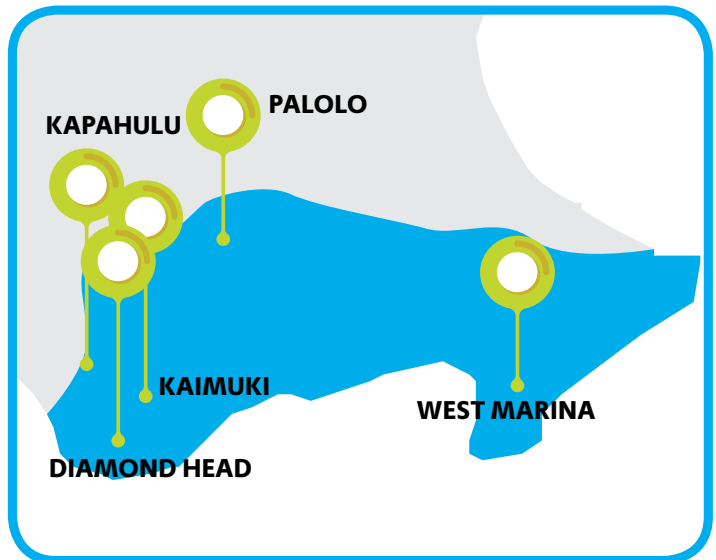 PALOLO
KAPAHULU
KAIMUKI
WEST MARINA
DIAMOND HEAD